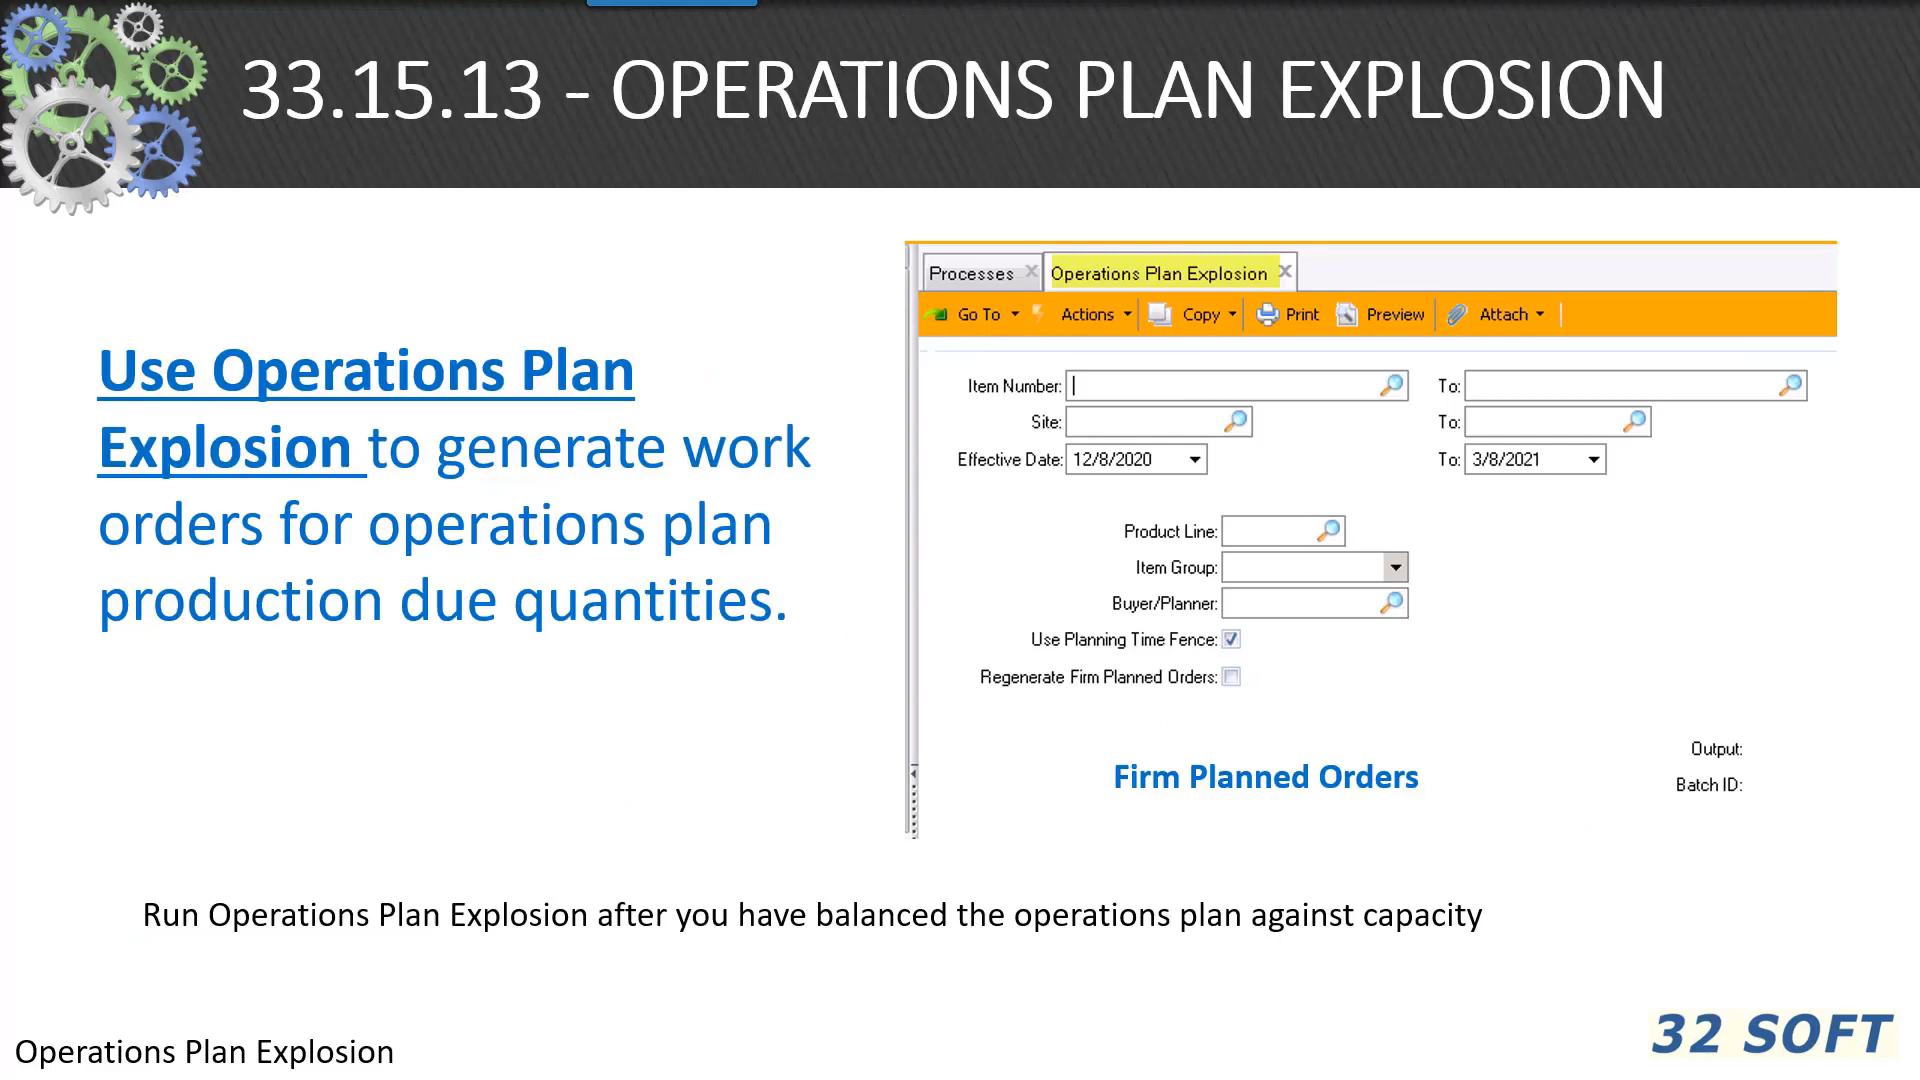 33.15.13 - OPERATIONS PLAN EXPLOSION
Use Operations Plan
Explosion to generate work
orders for operations plan
production due quantities.
Processes
Operations Plan Explosion
Go To Actions Copy Print Preview Attach
Item Number: To:
Site: To:
Effective Date: 12/8/2020 To: 3/8/2021
Product Line:
Item Group:
Buyer/Planner:
Use Planning Time Fence:
Regenerate Firm Planned Orders:
Output:
Firm Planned Orders
Batch ID:
Run Operations Plan Explosion after you have balanced the operations plan against capacity
32 SOFT
Operations Plan Explosion